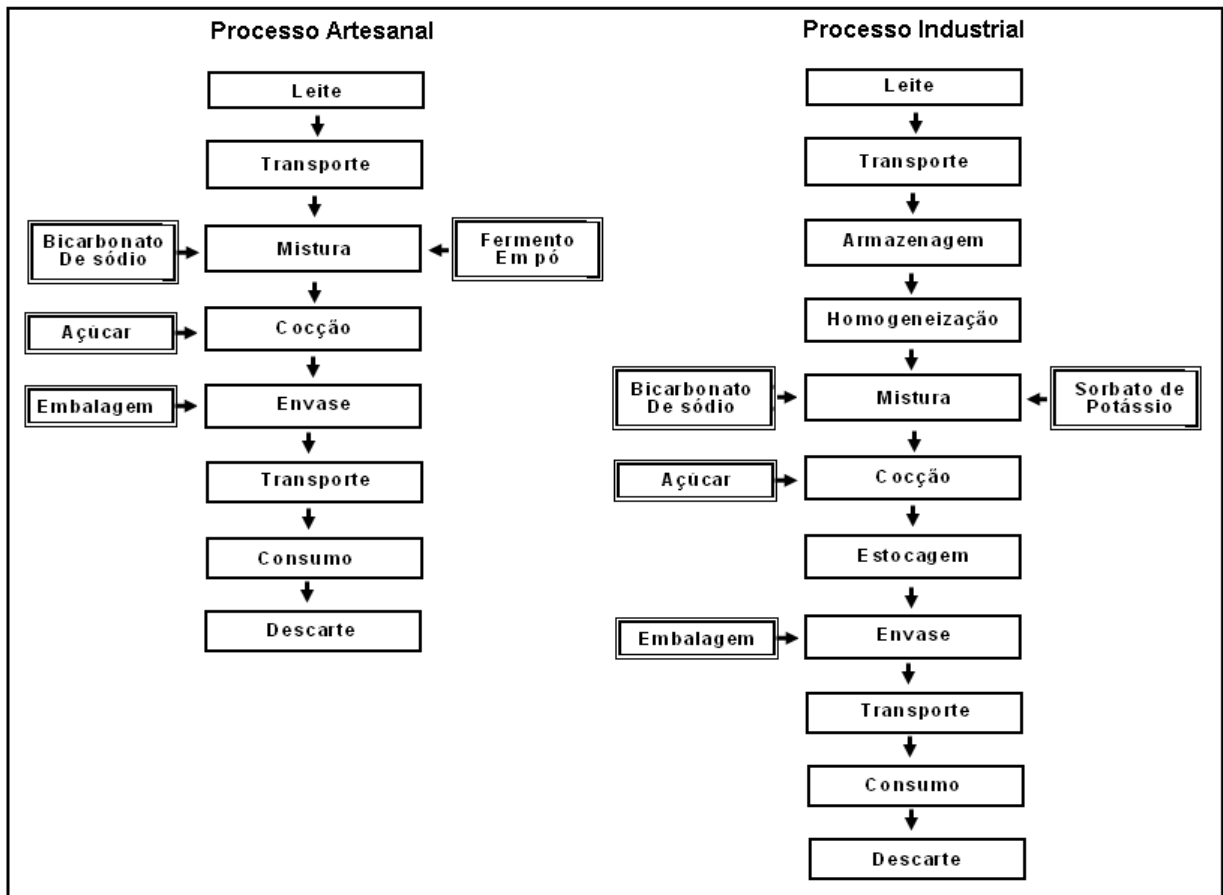 Processo Artesanal
Leite
Transporte
Bicarbonato
De sódio
Mistura
Fermento
Em pó
Açúcar
Cocção
Embalagem
Envase
Transporte
Consumo
Descarte
Processo Industrial
Leite
Transporte
Armazenagem
Homogeneização
Bicarbonato
De sódio
Mistura
Sorbato de
Potássio
Açúcar
Cocção
Estocagem
Embalagem
Envase
Transporte
Consumo
Descarte